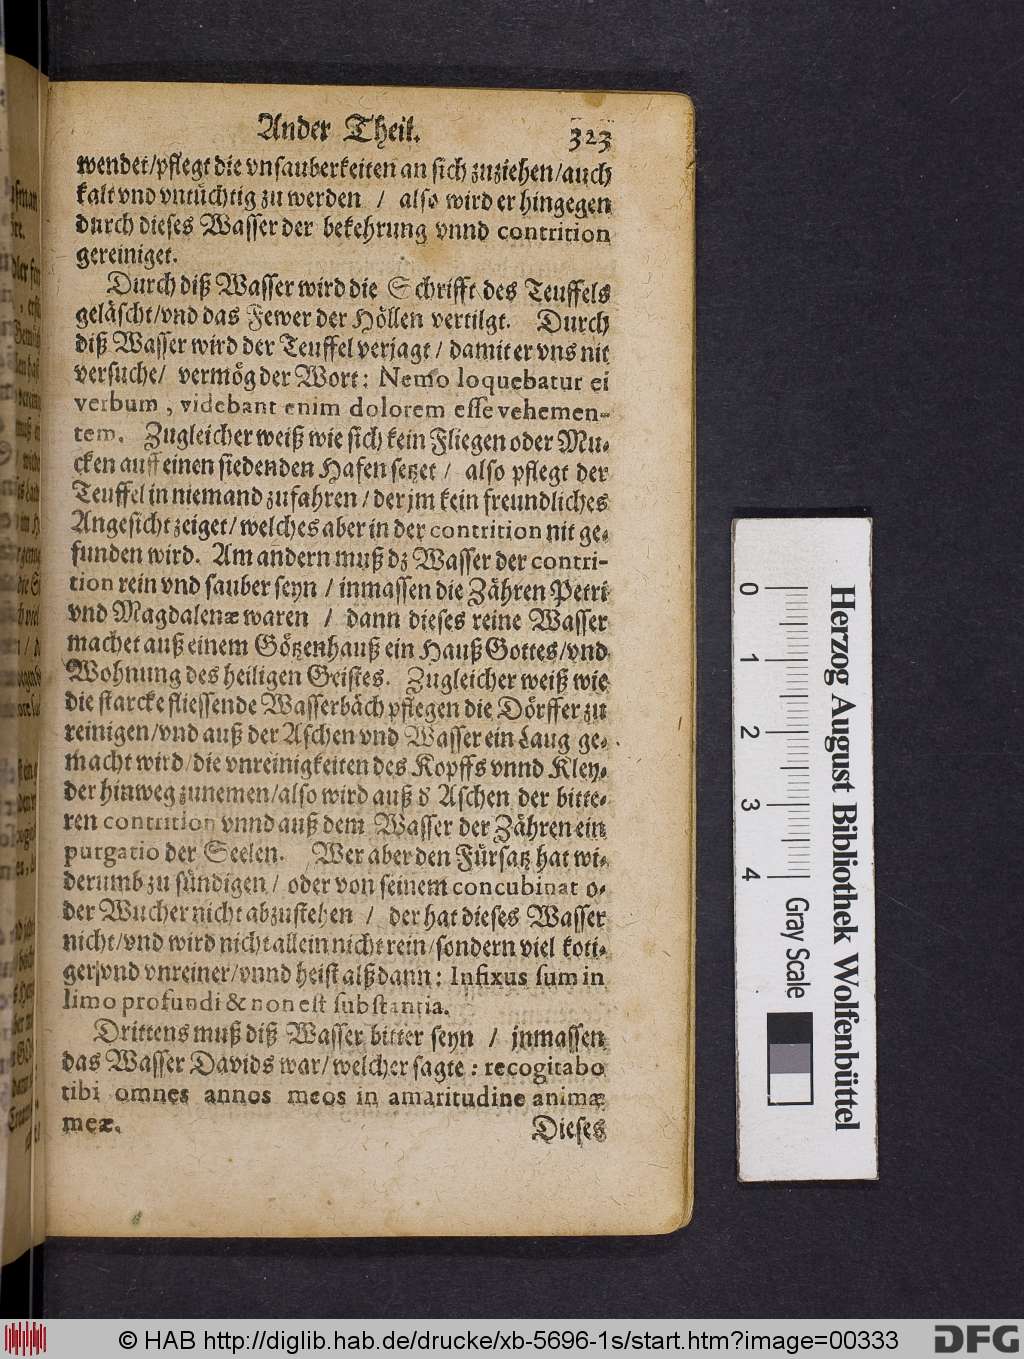 Ander Theil. 323
wendet/pflegt die vnsauberkeiten an sich zuziehen/auch
kalt vnd vntüchtig zu werden / also wird er hingegen
durch dieses Wasser der bekehrung vnnd contrition
gereiniget.
Durch diß Wasser wird die Schrifft des Teuffels
geläscht/vnd das Fewer der Höllen vertilgt. Durch
diß Wasser wird der Teuffel verjagt / damit er vns nit
versuche/ vermög der Wort: Nemo loquebatur ei
verbum, videbant enim dolorem esse vehemen-
tem. Zugleicher weiß wie sich kein Fliegen oder Mu-
cken auff einen siedenden Hafen setzet / also pflegt der
Teuffel in niemand zufahren / der jm kein freundliches
Angesicht zeiget/ welches aber in der contrition nit ge-
funden wird. Am andern muß dz Wasser der contri-
tion rein vnd sauber seyn / inmassen die Zähren Petri
vnd Magdalenæ waren / dann dieses reine Wasser
machet auß einem Götzenhauß ein Hauß Gottes/vnd
Wohnung des heiligen Geistes. Zugleicher weiß wie
die starcke fliessende Wasserbäch pflegen die Dörffer zu
reinigen/vnd auß der Aschen vnd Wasser ein Laug ge-
macht wird/die vnreinigkeiten des Kopffs vnnd Kley-
der hinweg zunemen/also wird auß d' Aschen der bitte-
ren contrition vnnd auß dem Wasser der Zähren ein
purgatio der Seelen. Wer aber den Fürsatz hat wi-
derumb zu sündigen / oder von seinem concubinat o-
der Wucher nicht abzustehen / der hat dieses Wasser
nicht/vnd wird nicht allein nicht rein/sondern viel koti-
ger/vnd vnreiner/vnnd heist alßdann: Infixus sum in
limo profundi & non est substantia.
Drittens muß diß Wasser bitter seyn / jnmassen
das Wasser Davids war/ welcher sagte: recogitabo
tibi omnes annos meos in amaritudine animæ
meæ. Dieses
0 1 2 3 4
Gray Scale
Herzog August Bibliothek Wolfenbüttel
© HAB http://diglib.hab.de/drucke/xb-5696-1s/start.htm?image=00333
DFG